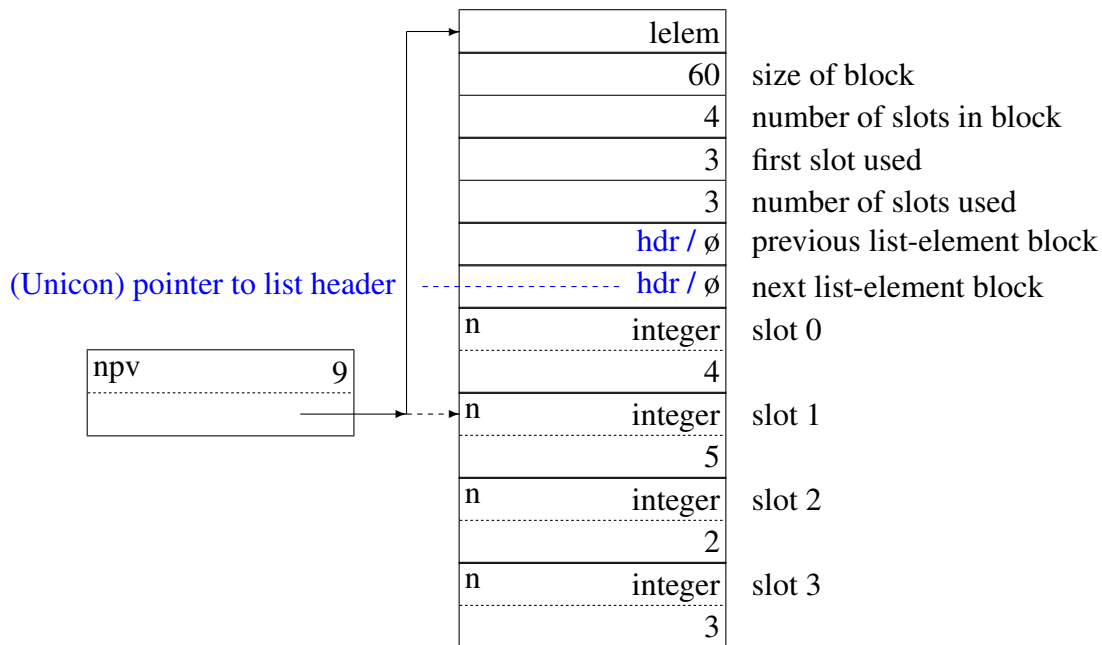 lelem
60 size of block
4 number of slots in block
3 first slot used
3 number of slots used
hdr / ø previous list-element block
(Unicon) pointer to list header hdr / ø next list-element block
n integer slot 0
npv 9
4
n integer slot 1
5
n integer slot 2
2
n integer slot 3
3